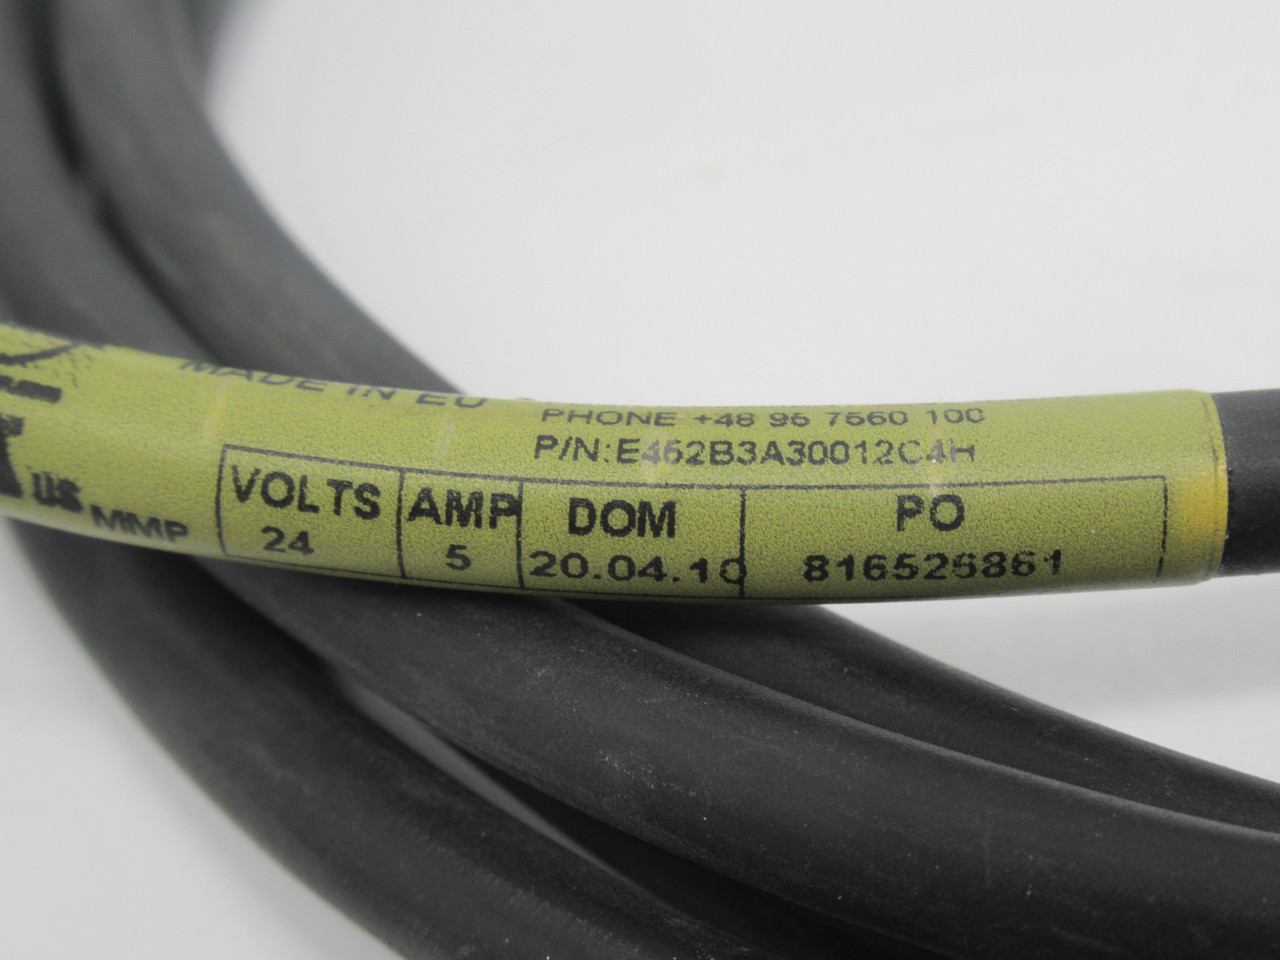 MADE IN EU
PHONE +48 95 7560 100
P/N:E462B3A30012C4H
US MMP
VOLTS AMP DOM PO
24 5 20.04.10 816526861